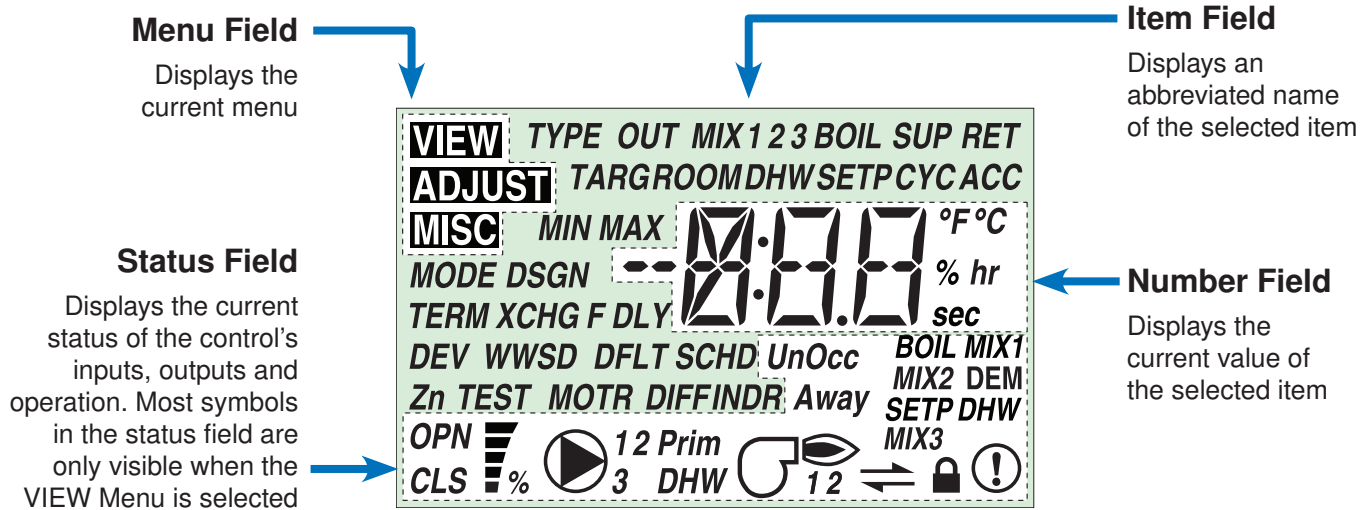 Menu Field
Displays the
current menu
Item Field
Displays an
abbreviated name
of the selected item
VIEW TYPE OUT MIX 1 2 3 BOIL SUP RET
ADJUST TARG ROOM DHW SETP CYC ACC
MISC MIN MAX °F °C
MODE DSGN % hr
TERM XCHG F DLY sec
DEV WWSD DFLT SCHD UnOcc BOIL MIX1
MIX2 DEM
Zn TEST MOTR DIFF INDR Away SETP DHW
MIX3
OPN 1 2 Prim
CLS % 3 DHW 1 2
Status Field
Displays the current
status of the control's
inputs, outputs and
operation. Most symbols
in the status field are
only visible when the
VIEW Menu is selected
Number Field
Displays the
current value of
the selected item